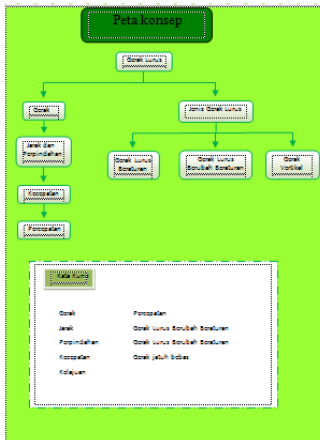 Peta konsep
Gerak Lurus
Gerak
Jenis Gerak Lurus
Jarak dan
Perpindahan
Gerak Lurus
Beraturan
Gerak Lurus
Berubah Beraturan
Gerak
Vertikal
Kecepatan
Percepatan
Kata Kunci
Gerak
Percepatan
Jarak
Gerak Lurus Berubah Beraturan
Perpindahan
Gerak Lurus Berubah Beraturan
Kecepatan
Gerak jatuh bebas
Kelajuan